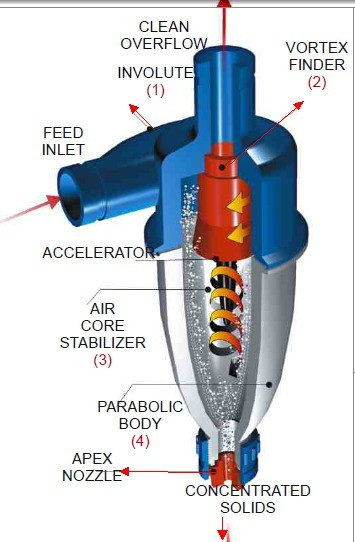 CLEAN
OVERFLOW
INVOLUTE
(1)
VORTEX
FINDER
(2)
FEED
INLET
ACCELERATOR
AIR
CORE
STABILIZER
(3)
PARABOLIC
BODY
(4)
APEX
NOZZLE
CONCENTRATED
SOLIDS